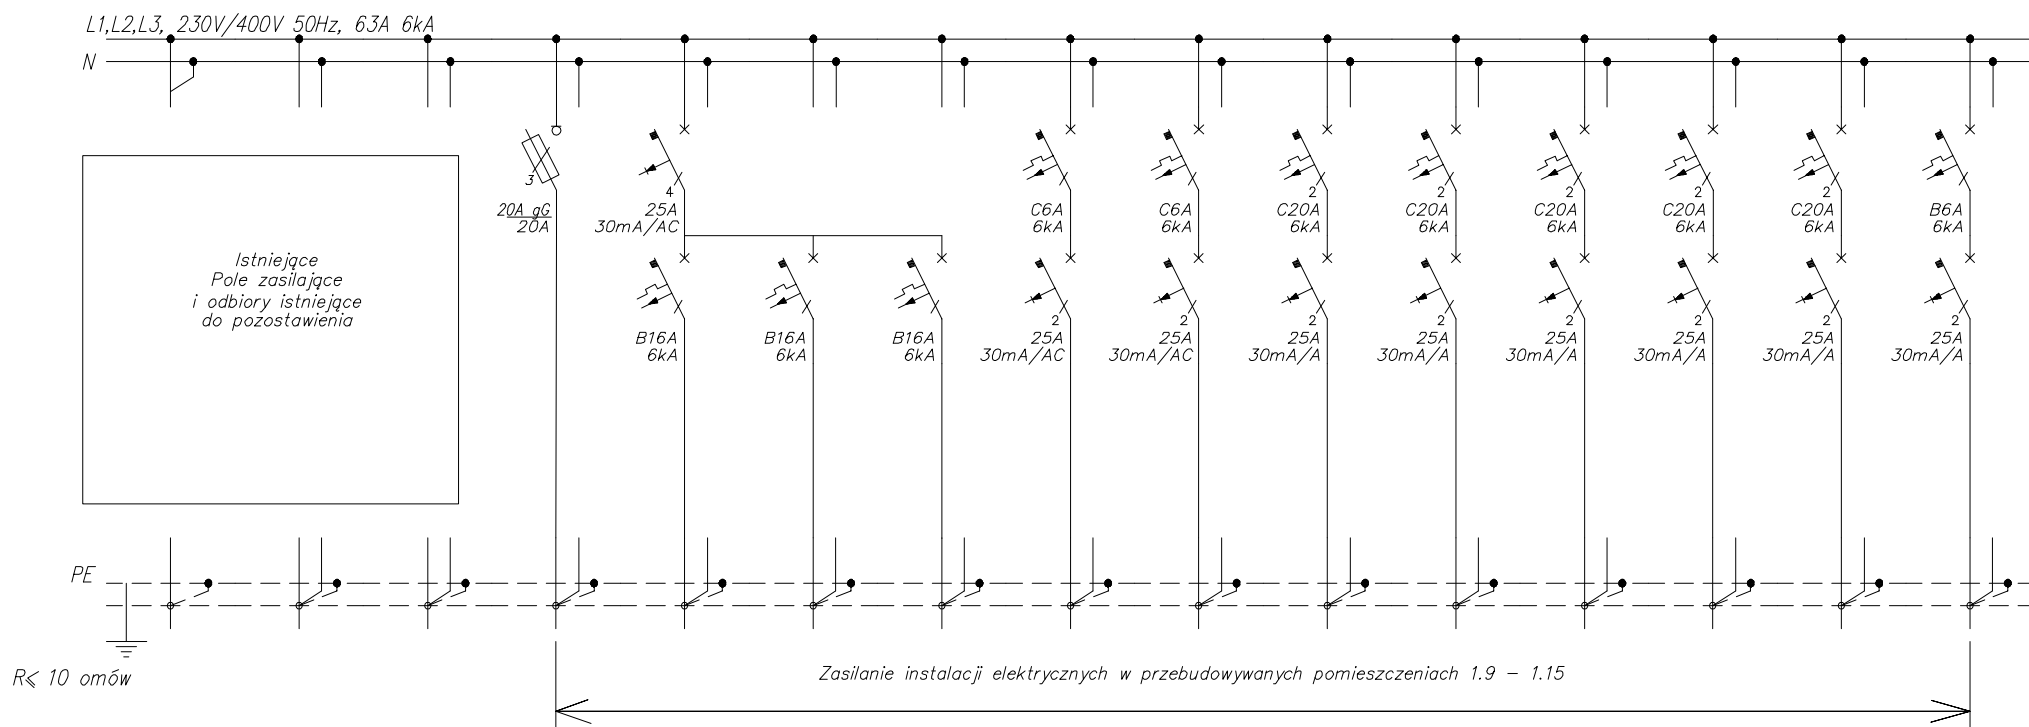 L1,L2,L3, 230V/400V 50Hz, 63A 6kA
N
3
20A gG
20A
4
25A
30mA/AC
C6A
6kA
C6A
6kA
2
C20A
6kA
2
C20A
6kA
2
C20A
6kA
2
C20A
6kA
2
C20A
6kA
B6A
6kA
Istniejące
Pole zasilające
i odbiory istniejące
do pozostawienia
B16A
6kA
B16A
6kA
B16A
6kA
2
25A
30mA/AC
2
25A
30mA/AC
2
25A
30mA/A
2
25A
30mA/A
2
25A
30mA/A
2
25A
30mA/A
2
25A
30mA/A
2
25A
30mA/A
PE
R⩽ 10 omów
Zasilanie instalacji elektrycznych w przebudowywanych pomieszczeniach 1.9 – 1.15